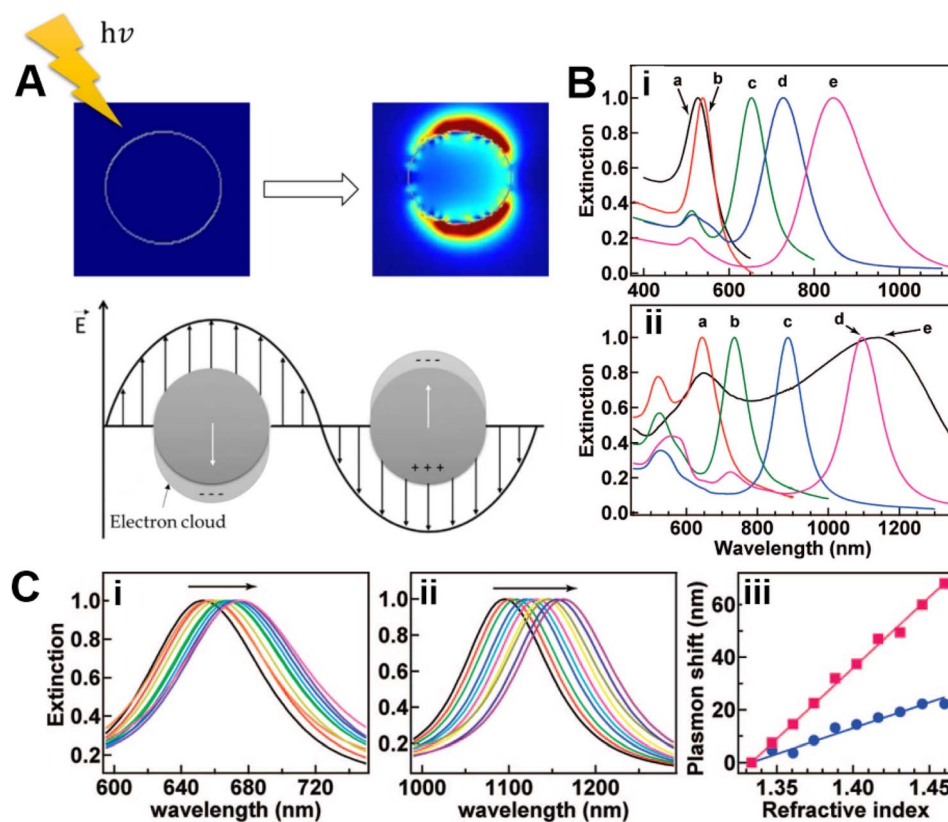 hν
A
E
- - -
- - -
+ + +
Electron cloud
B
i
a b c d e
Extinction
1.0
0.8
0.6
0.4
0.2
0.0
400 600 800 1000
ii
a b c d e
Extinction
1.0
0.8
0.6
0.4
0.2
0.0
600 800 1000 1200
Wavelength (nm)
C
i
Extinction
1.0
0.8
0.6
0.4
0.2
600 640 680 720
wavelength (nm)
ii
1.0
0.8
0.6
0.4
0.2
1000 1100 1200
wavelength (nm)
iii
Plasmon shift (nm)
60
40
20
0
1.35 1.40 1.45
Refractive index